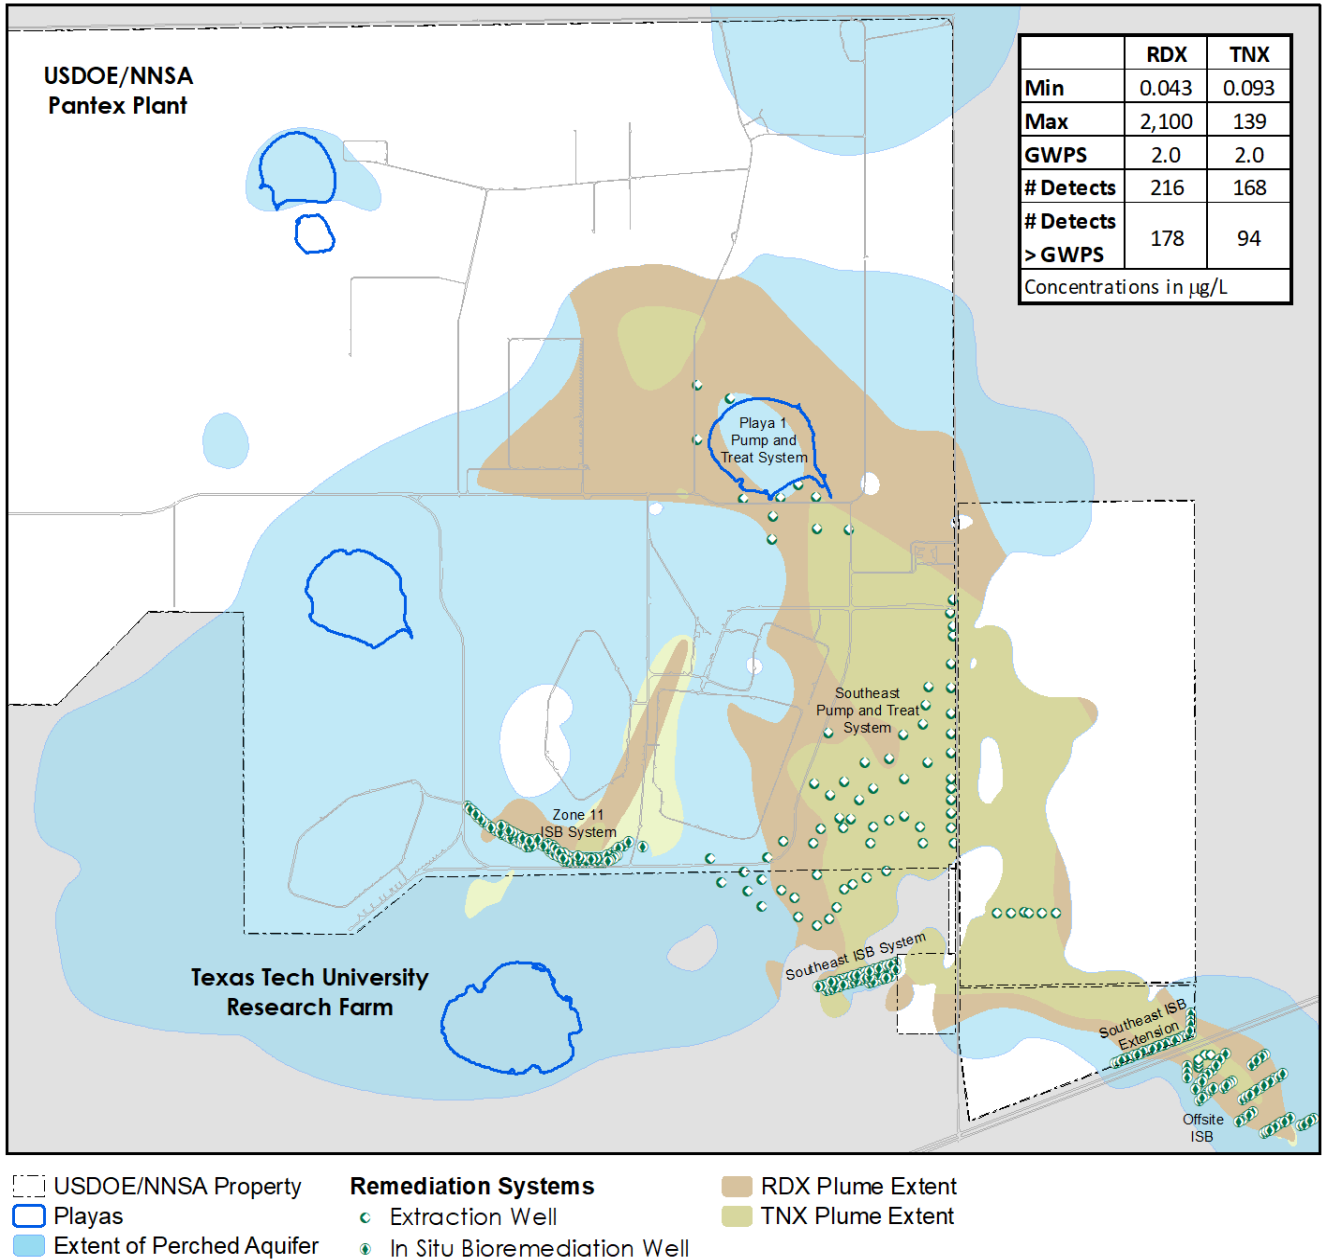 USDOE/NNSA
Pantex Plant
RDX TNX
Min 0.043 0.093
Max 2,100 139
GWPS 2.0 2.0
# Detects 216 168
# Detects
> GWPS 178 94
Concentrations in µg/L
Playa 1
Pump and
Treat System
Southeast
Pump and Treat
System
Zone 11
ISB System
Southeast ISB System
Texas Tech University
Research Farm
Southeast ISB
Extension
Offsite
ISB
USDOE/NNSA Property
Playas
Extent of Perched Aquifer
Remediation Systems
Extraction Well
In Situ Bioremediation Well
RDX Plume Extent
TNX Plume Extent